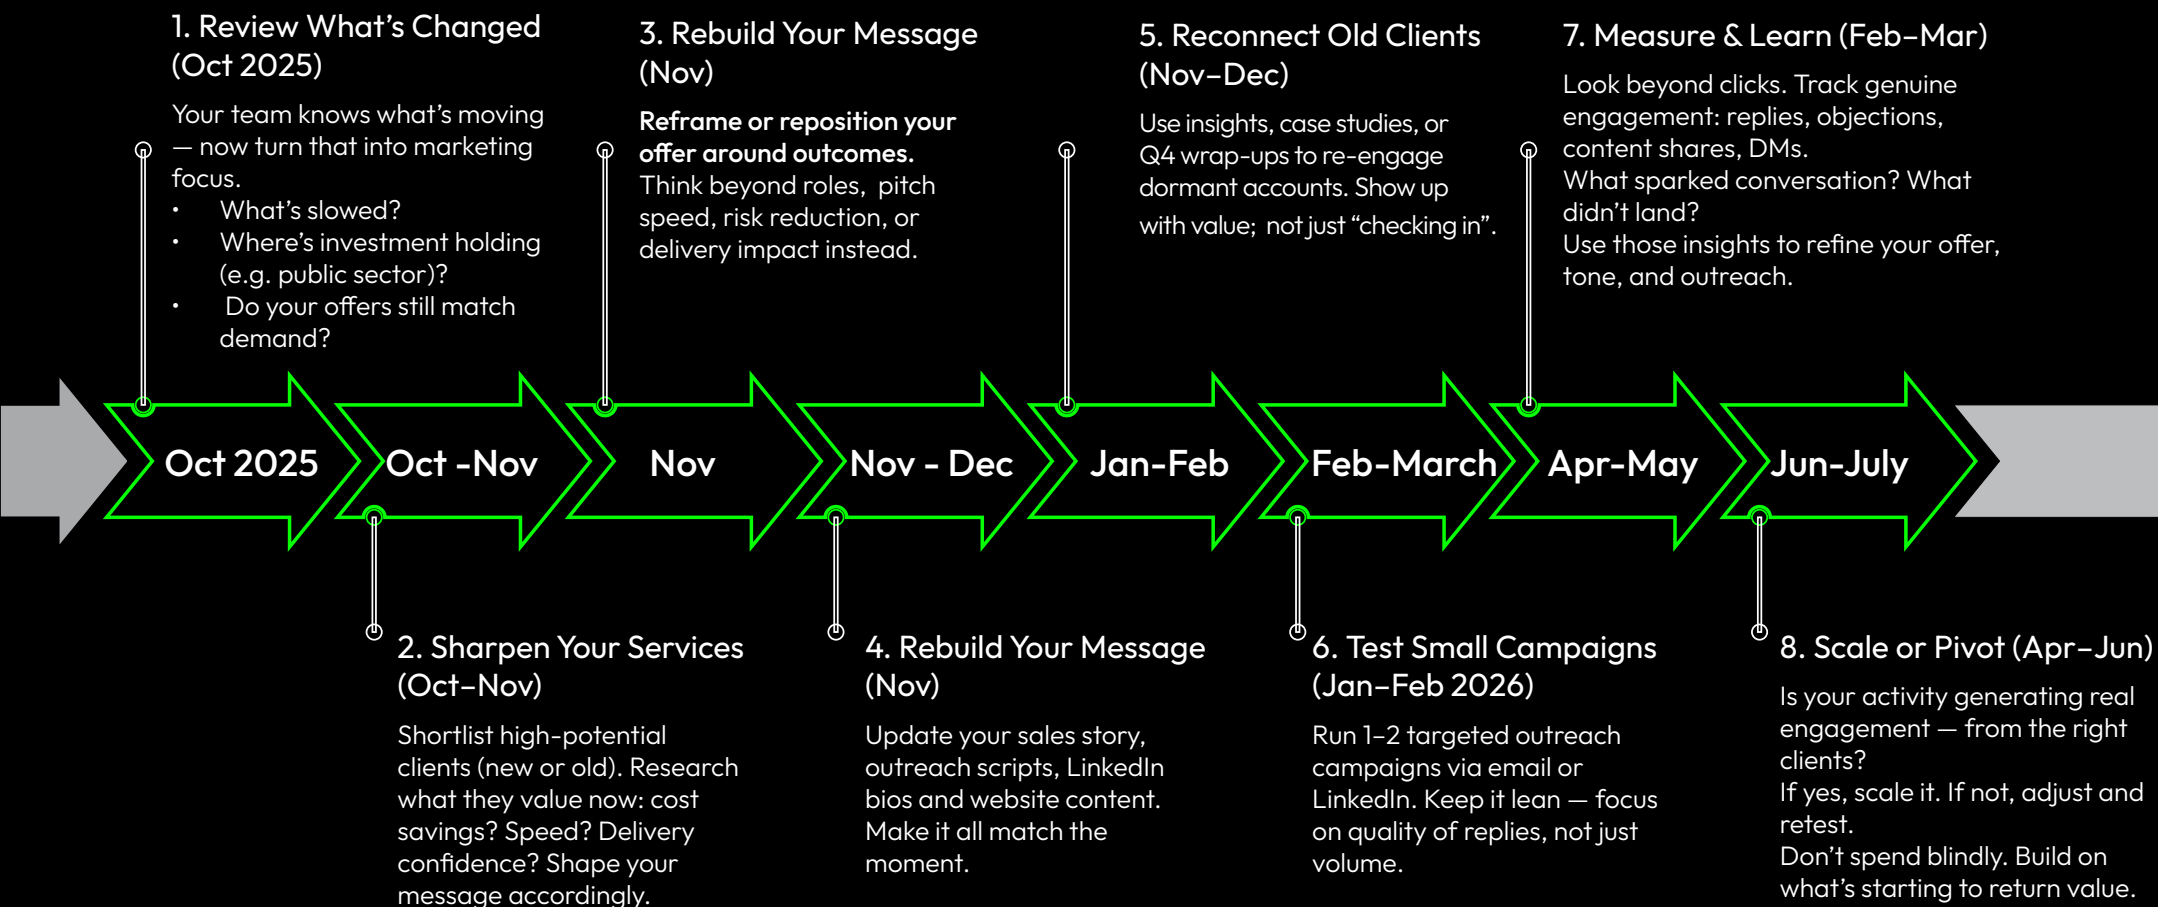 1. Review What's Changed
(Oct 2025)
Your team knows what's moving
— now turn that into marketing
focus.
• What's slowed?
• Where's investment holding
(e.g. public sector)?
• Do your offers still match
demand?
3. Rebuild Your Message
(Nov)
Reframe or reposition your
offer around outcomes.
Think beyond roles, pitch
speed, risk reduction, or
delivery impact instead.
5. Reconnect Old Clients
(Nov–Dec)
Use insights, case studies, or
Q4 wrap-ups to re-engage
dormant accounts. Show up
with value; not just “checking in”.
7. Measure & Learn (Feb–Mar)
Look beyond clicks. Track genuine
engagement: replies, objections,
content shares, DMs.
What sparked conversation? What
didn't land?
Use those insights to refine your offer,
tone, and outreach.
Oct 2025
Oct -Nov
Nov
Nov - Dec
Jan-Feb
Feb-March
Apr-May
Jun-July
2. Sharpen Your Services
(Oct–Nov)
Shortlist high-potential
clients (new or old). Research
what they value now: cost
savings? Speed? Delivery
confidence? Shape your
message accordingly.
4. Rebuild Your Message
(Nov)
Update your sales story,
outreach scripts, LinkedIn
bios and website content.
Make it all match the
moment.
6. Test Small Campaigns
(Jan–Feb 2026)
Run 1–2 targeted outreach
campaigns via email or
LinkedIn. Keep it lean — focus
on quality of replies, not just
volume.
8. Scale or Pivot (Apr–Jun)
Is your activity generating real
engagement — from the right
clients?
If yes, scale it. If not, adjust and
retest.
Don't spend blindly. Build on
what's starting to return value.